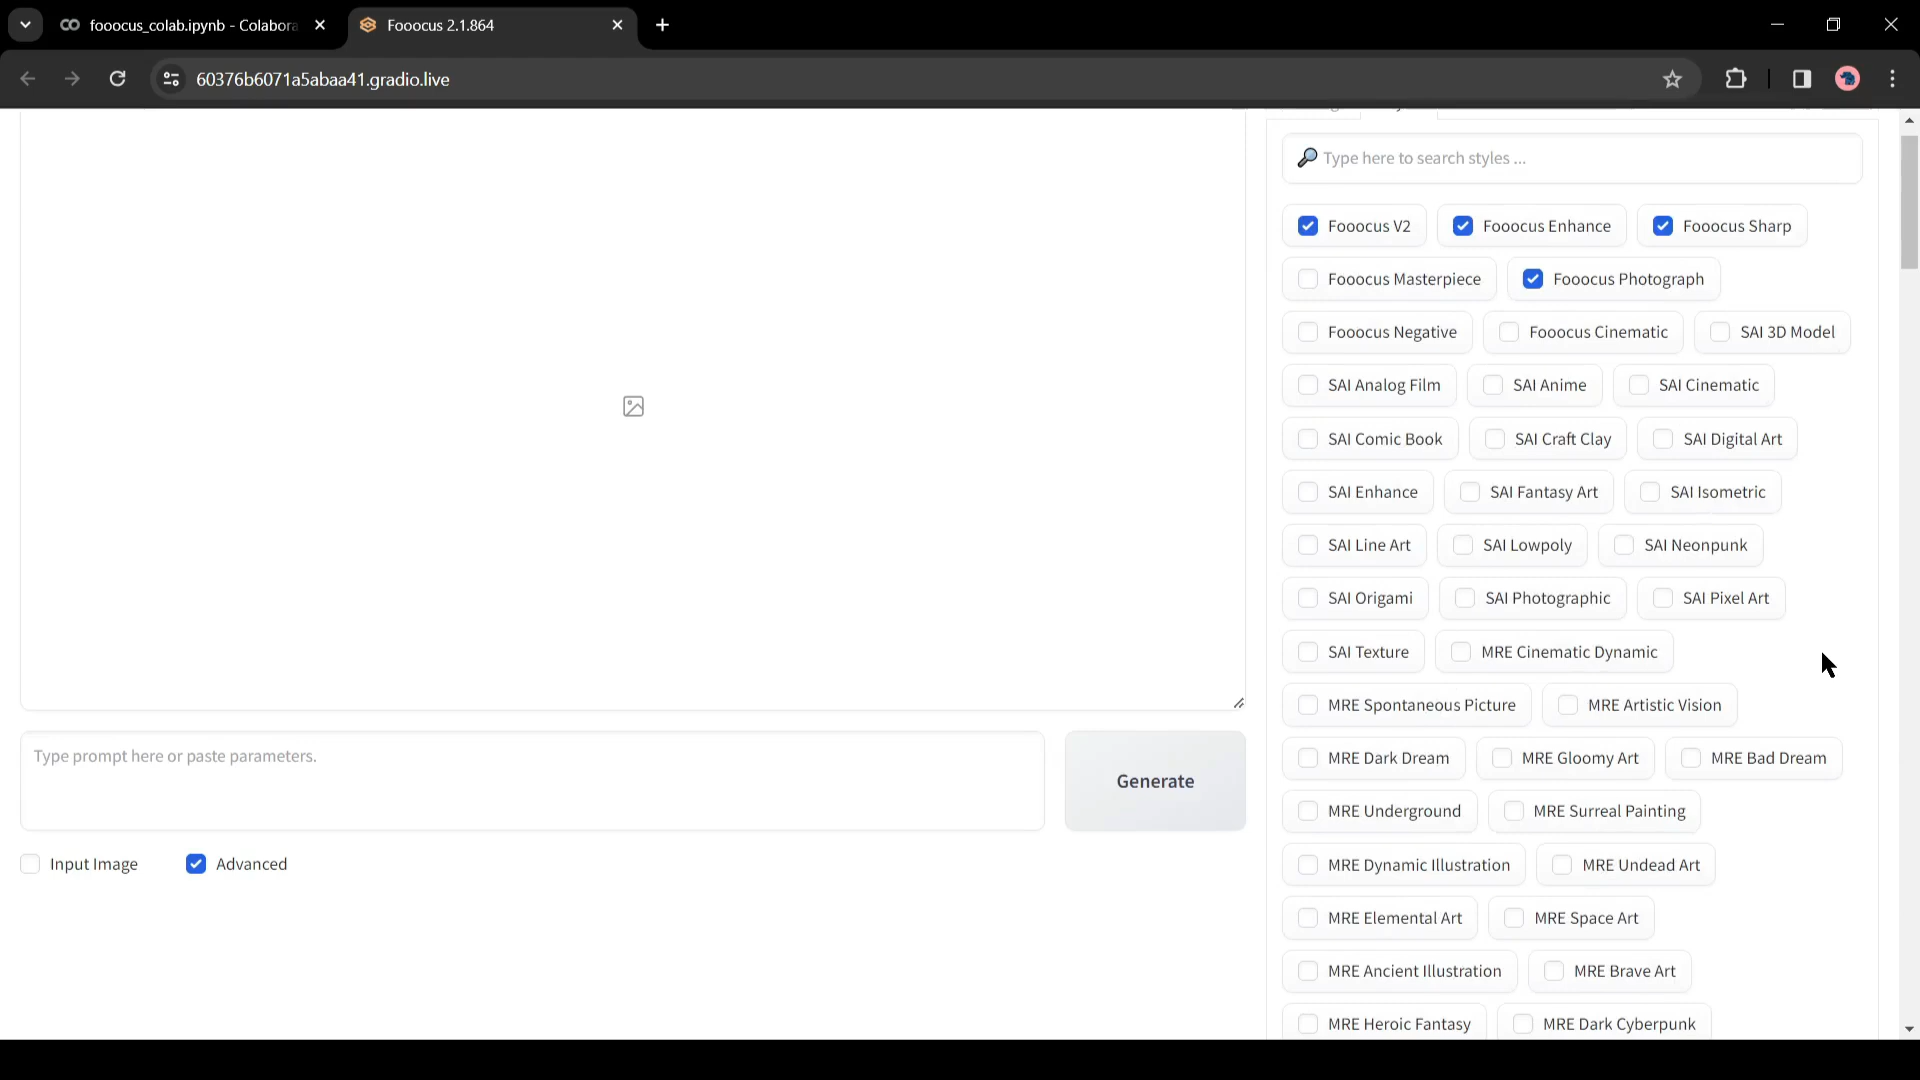 fooocus_colab.ipynb - Colabora
Fooocus 2.1.864
60376b6071a5abaa41.gradio.live
Type here to search styles ...
Fooocus V2 Fooocus Enhance Fooocus Sharp
Fooocus Masterpiece Fooocus Photograph
Fooocus Negative Fooocus Cinematic SAI 3D Model
SAI Analog Film SAI Anime SAI Cinematic
SAI Comic Book SAI Craft Clay SAI Digital Art
SAI Enhance SAI Fantasy Art SAI Isometric
SAI Line Art SAI Lowpoly SAI Neonpunk
SAI Origami SAI Photographic SAI Pixel Art
SAI Texture MRE Cinematic Dynamic
MRE Spontaneous Picture MRE Artistic Vision
MRE Dark Dream MRE Gloomy Art MRE Bad Dream
MRE Underground MRE Surreal Painting
MRE Dynamic Illustration MRE Undead Art
MRE Elemental Art MRE Space Art
MRE Ancient Illustration MRE Brave Art
MRE Heroic Fantasy MRE Dark Cyberpunk
Type prompt here or paste parameters.
Generate
Input Image Advanced